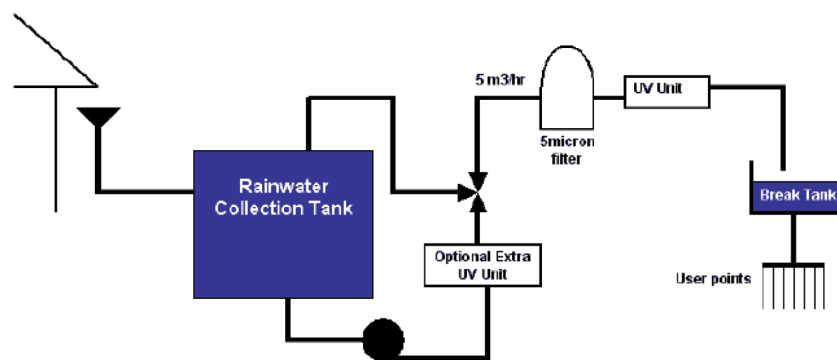 5 m3/hr
UV Unit
5micron
filter
Rainwater
Collection Tank
Break Tank
Optional Extra
UV Unit
User points